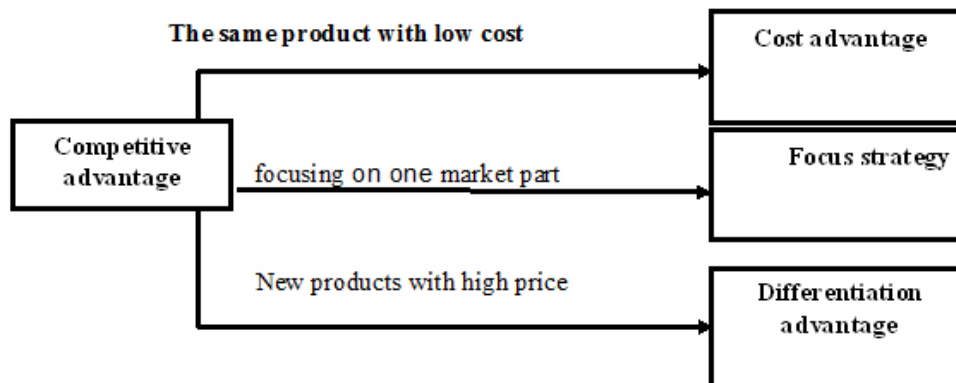 The same product with low cost
Cost advantage
Competitive
advantage
focusing on one market part
Focus strategy
New products with high price
Differentiation
advantage